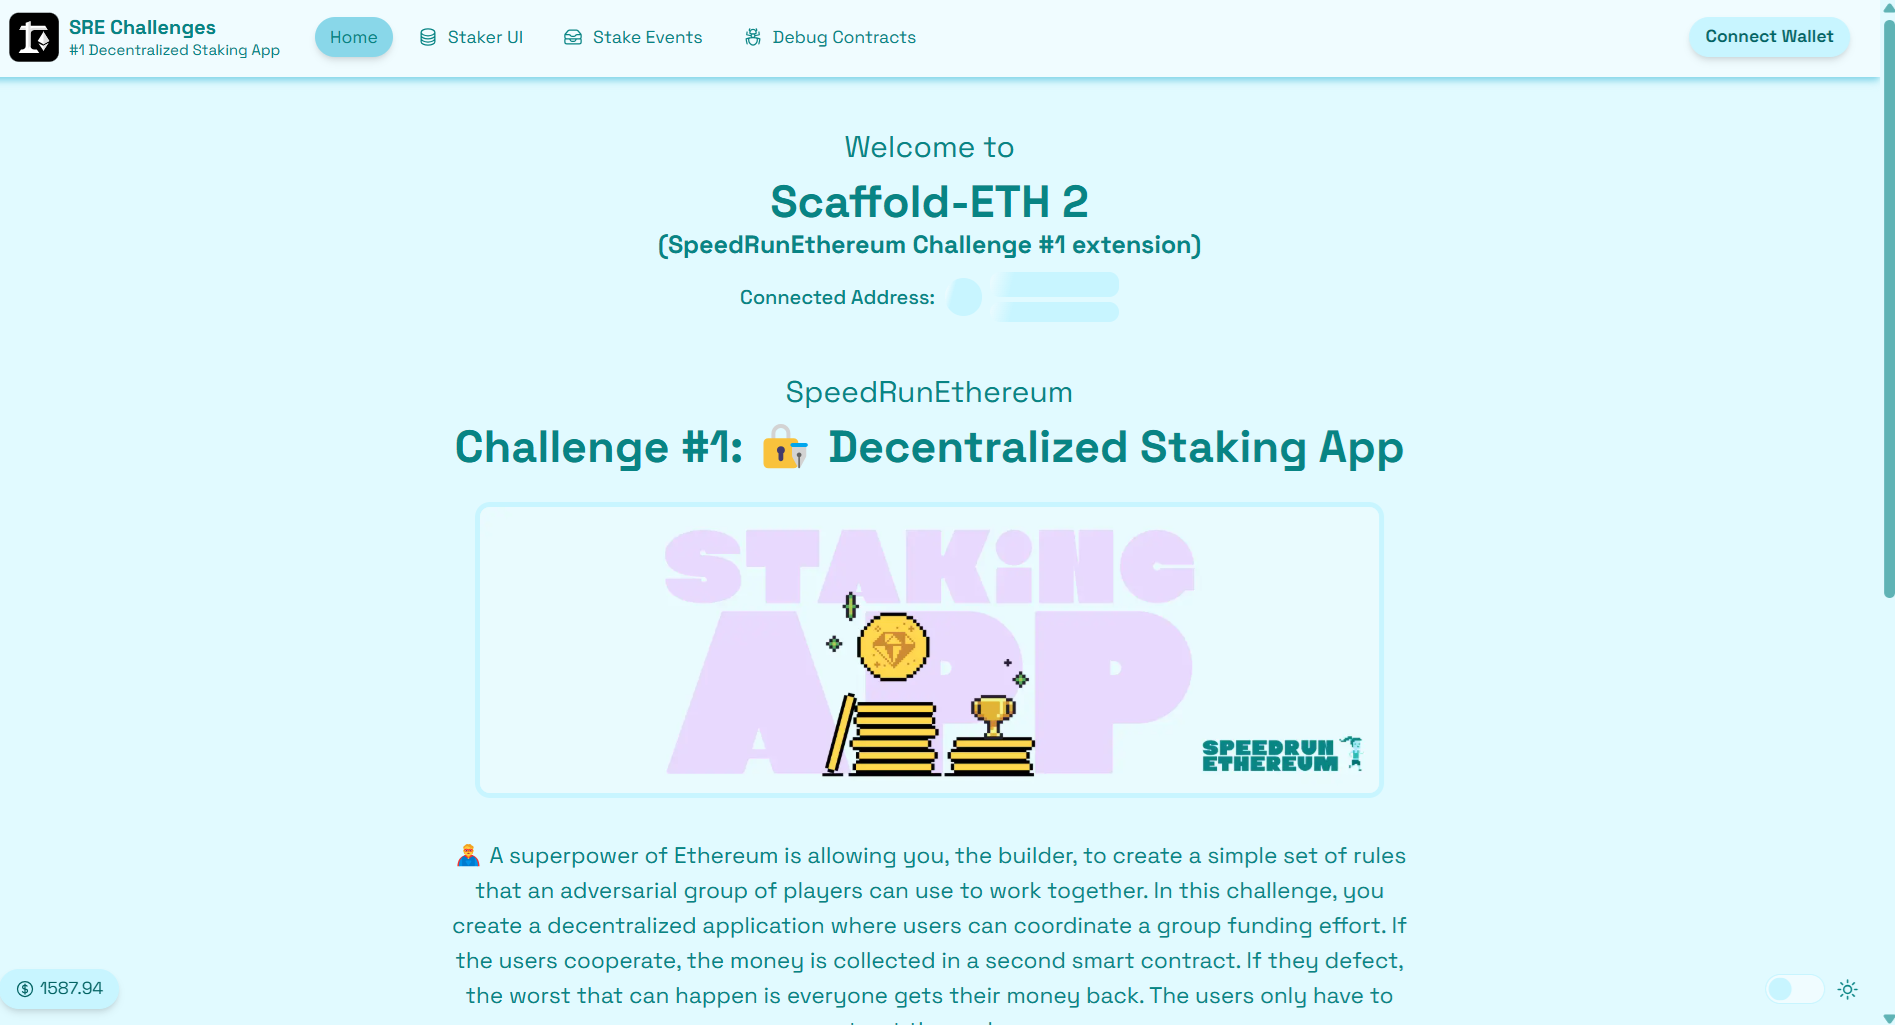 SRE Challenges
#1 Decentralized Staking App
Home
Staker UI
Stake Events
Debug Contracts
Connect Wallet
Welcome to
Scaffold-ETH 2
(SpeedRunEthereum Challenge #1 extension)
Connected Address:
SpeedRunEthereum
Challenge #1: 🔏 Decentralized Staking App
STAKiNG
APP
SPEEDRUN
ETHEREUM
A superpower of Ethereum is allowing you, the builder, to create a simple set of rules
that an adversarial group of players can use to work together. In this challenge, you
create a decentralized application where users can coordinate a group funding effort. If
the users cooperate, the money is collected in a second smart contract. If they defect,
the worst that can happen is everyone gets their money back. The users only have to
1587.94